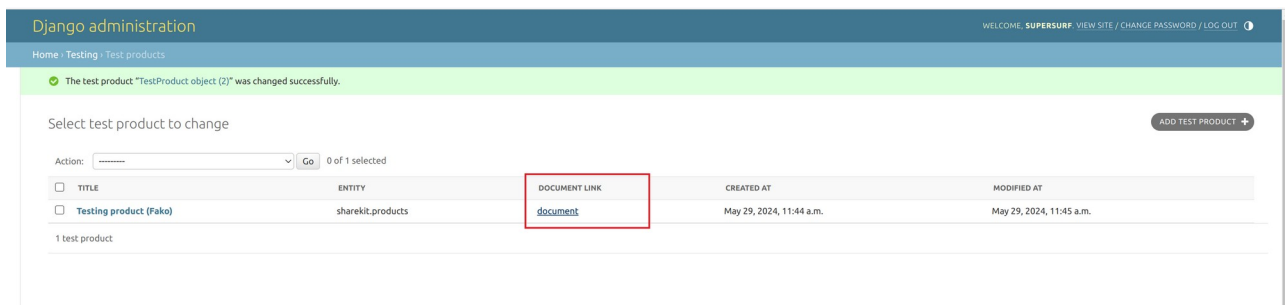 Django administration
WELCOME, SUPERSURF. VIEW SITE / CHANGE PASSWORD / LOG OUT
Home › Testing › Test products
The test product “TestProduct object (2)” was changed successfully.
Select test product to change
ADD TEST PRODUCT +
Action: --------- Go 0 of 1 selected
TITLE ENTITY DOCUMENT LINK CREATED AT MODIFIED AT
Testing product (Fako) sharekit.products document May 29, 2024, 11:44 a.m. May 29, 2024, 11:45 a.m.
1 test product